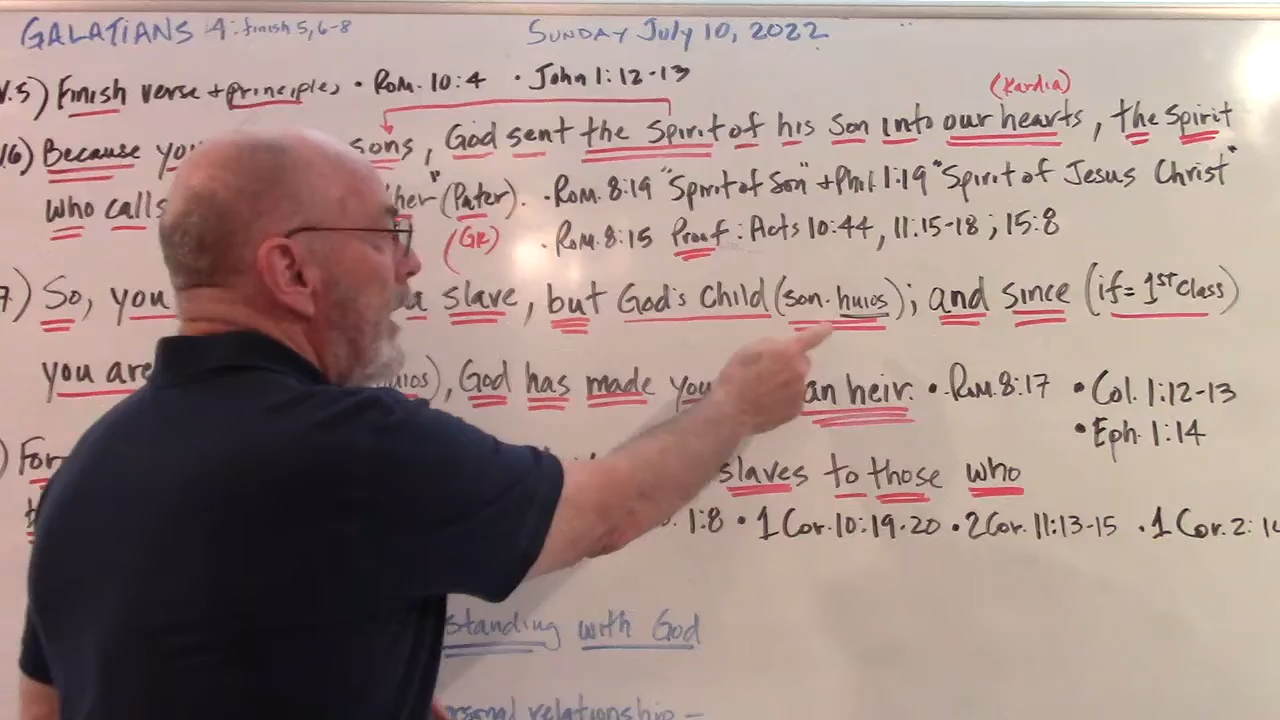 GALATIANS 4: finish 5, 6-8 SUNDAY July 10, 2022
V.5) Finish verse + principles • Rom. 10:4 • John 1:12-13
(Kardia)
V6) Because you sons, God sent the Spirit of his Son into our hearts, the Spirit
who calls her" (Pater). • Rom. 8:19 "Spirit of Son" + Phil. 1:19 "Spirit of Jesus Christ"
(GK) • Rom. 8:15 Proof: Acts 10:44, 11:15-18; 15:8
7.) So, you a slave, but God's child (son-huios); and since (if = 1st class)
you are uios), God has made you an heir. • Rom. 8:17 • Col. 1:12-13
• Eph. 1:14
) For slaves to those who
1:8 • 1 Cor. 10:19-20 • 2 Cor. 11:13-15 • 1 Cor. 2:1
standing with God
ersonal relationship –